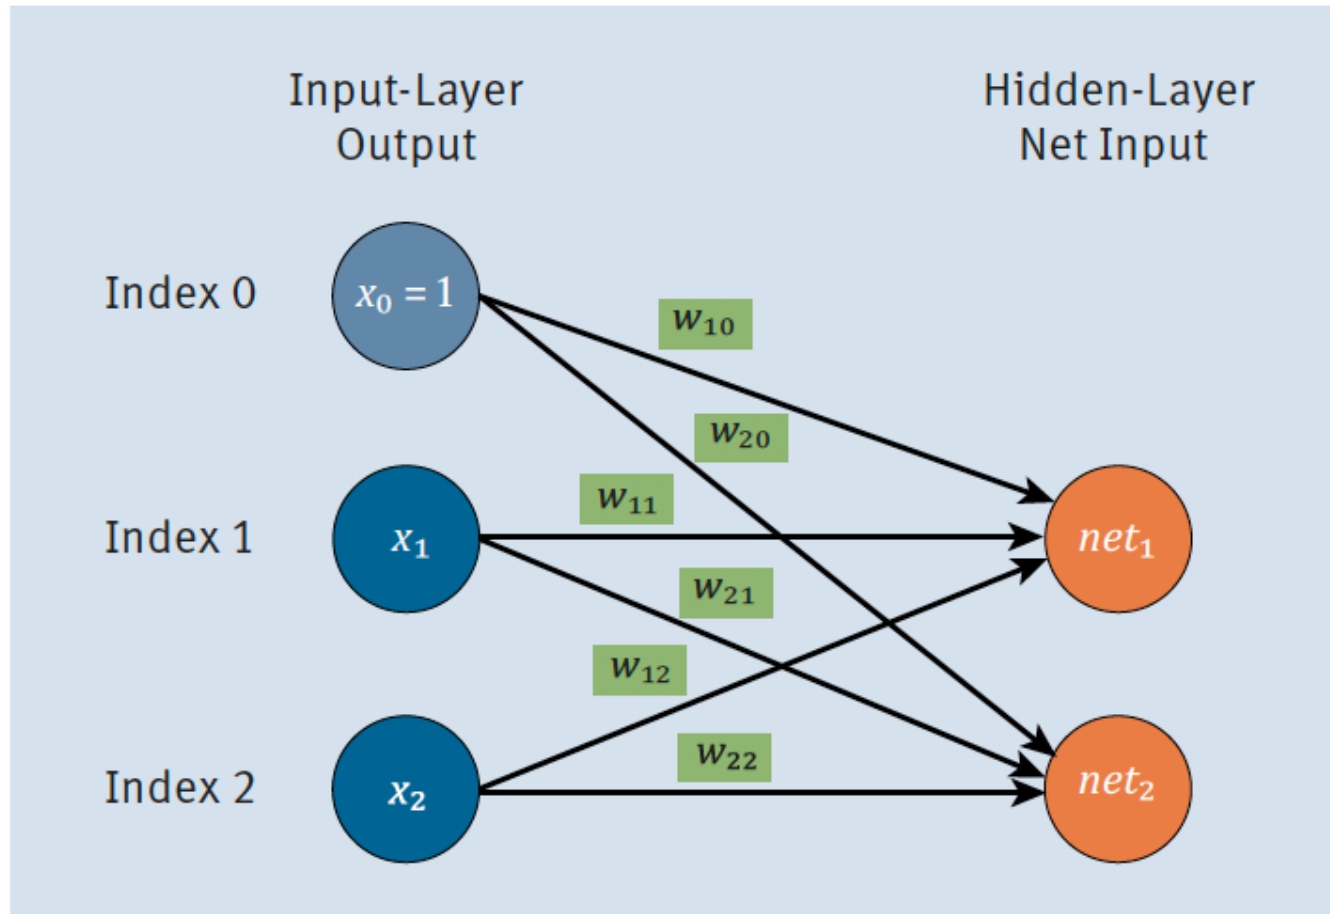 Input-Layer
Output
Hidden-Layer
Net Input
Index 0
x₀ = 1
w₁₀
w₂₀
Index 1
x₁
w₁₁
net₁
w₂₁
w₁₂
Index 2
x₂
w₂₂
net₂